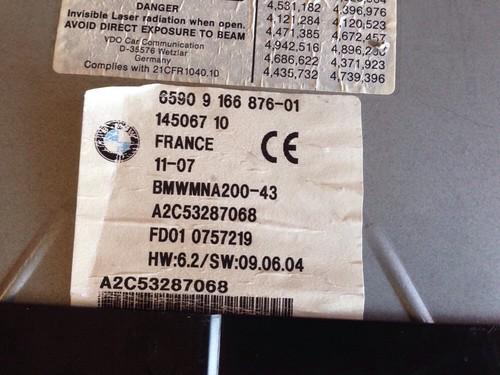 DANGER
Invisible Laser radiation when open.
AVOID DIRECT EXPOSURE TO BEAM
VDO Car Communication
D-35576 Wetzlar
Germany
Complies with 21CFR1040.10
4,531,182 4,396,976
4,121,284 4,120,523
4,471,385 4,672,457
4,942,516
4,686,622 4,371,923
4,435,732 4,739,396
6590 9 166 876-01
145067 10
FRANCE
CE
11-07
BMWMNA200-43
A2C53287068
FD01 0757219
HW:6.2/SW:09.06.04
A2C53287068